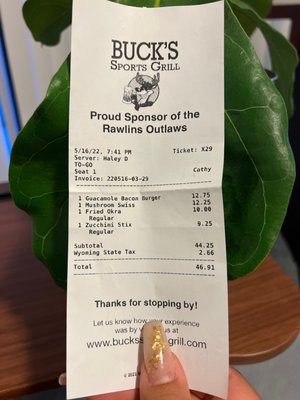 BUCK'S
SPORTS GRILL
Proud Sponsor of the
Rawlins Outlaws
5/16/22, 7:41 PM Ticket: X29
Server: Haley D
TO-GO
Seat 1 Cathy
Invoice: 220516-03-29
1 Guacamole Bacon Burger 12.75
1 Mushroom Swiss 12.25
1 Fried Okra 10.00
Regular
1 Zucchini Stix 9.25
Regular
Subtotal 44.25
Wyoming State Tax 2.66
Total 46.91
Thanks for stopping by!
Let us know how your experience
was by us at
www.bucks grill.com